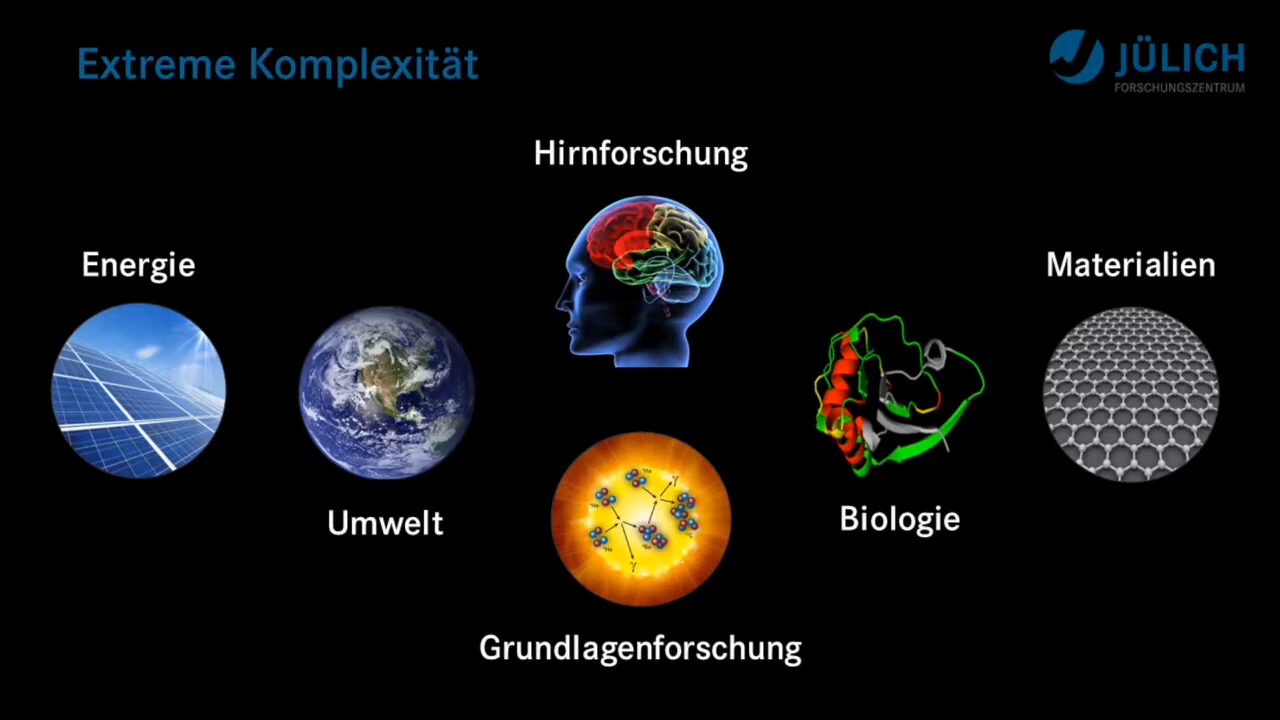 Extreme Komplexität
JÜLICH
FORSCHUNGSZENTRUM
Hirnforschung
Energie
Materialien
Umwelt
Biologie
γ
γ
Grundlagenforschung